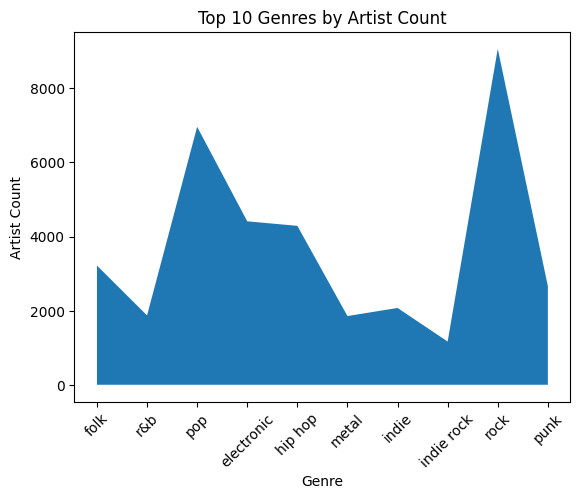 Top 10 Genres by Artist Count
Artist Count
8000
6000
4000
2000
0
folk
r&b
pop
electronic
hip hop
metal
indie
indie rock
rock
punk
Genre